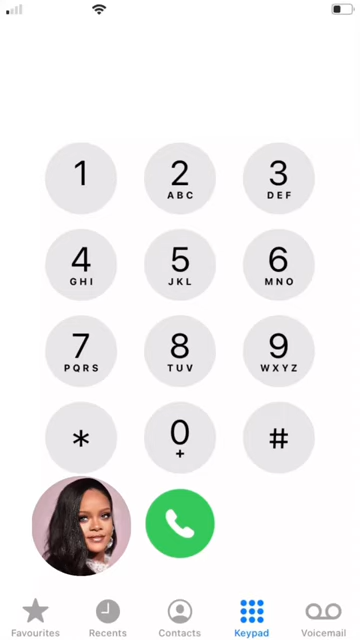 1 2 3
ABC DEF
4 5 6
GHI JKL MNO
7 8 9
PQRS TUV WXYZ
* 0 #
+
Favourites Recents Contacts Keypad Voicemail